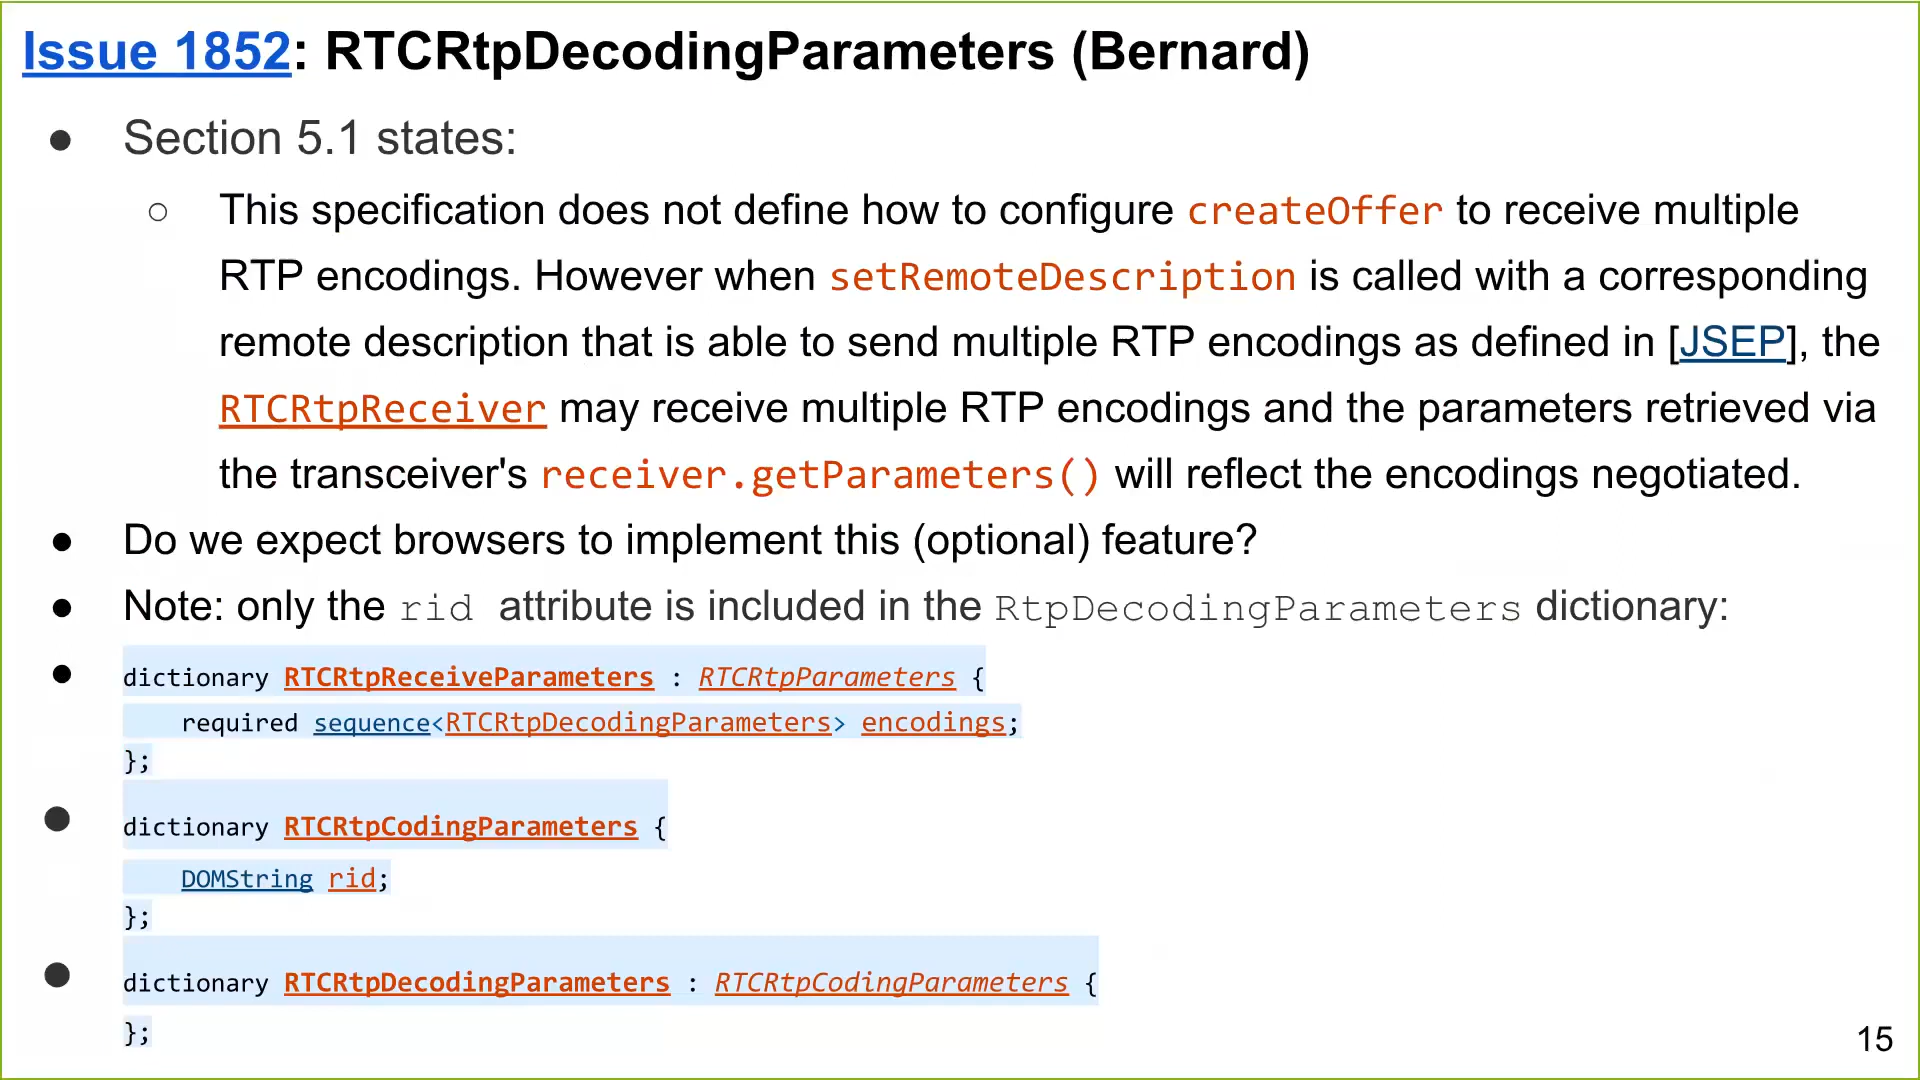 Issue 1852: RTCRtpDecodingParameters (Bernard)
● Section 5.1 states:
○ This specification does not define how to configure createOffer to receive multiple
RTP encodings. However when setRemoteDescription is called with a corresponding
remote description that is able to send multiple RTP encodings as defined in [JSEP], the
RTCRtpReceiver may receive multiple RTP encodings and the parameters retrieved via
the transceiver's receiver.getParameters() will reflect the encodings negotiated.
● Do we expect browsers to implement this (optional) feature?
● Note: only the rid attribute is included in the RtpDecodingParameters dictionary:
● dictionary RTCRtpReceiveParameters : RTCRtpParameters {
required sequence<RTCRtpDecodingParameters> encodings;
};
● dictionary RTCRtpCodingParameters {
DOMString rid;
};
● dictionary RTCRtpDecodingParameters : RTCRtpCodingParameters {
};
15